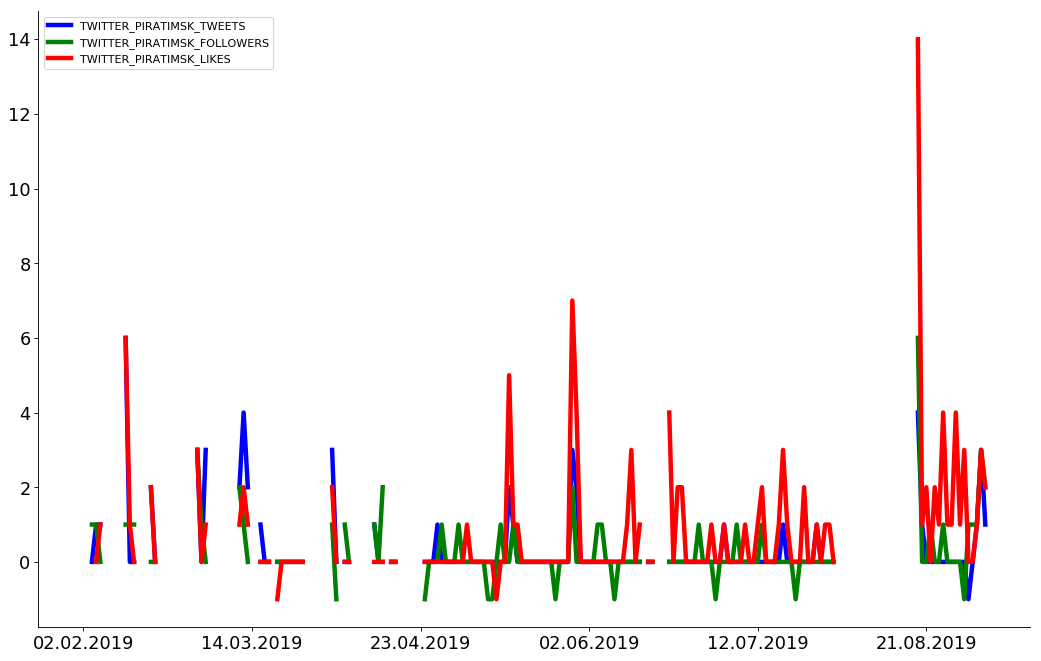 TWITTER_PIRATIMSK_TWEETS
TWITTER_PIRATIMSK_FOLLOWERS
TWITTER_PIRATIMSK_LIKES
14
12
10
8
6
4
2
0
02.02.2019 14.03.2019 23.04.2019 02.06.2019 12.07.2019 21.08.2019